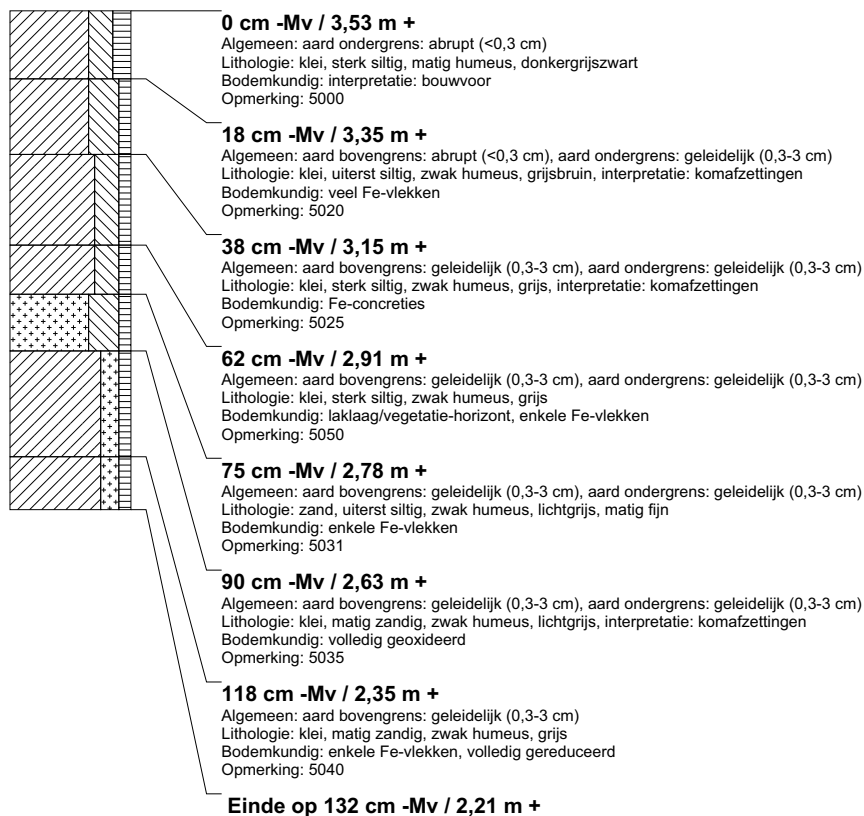 0 cm -Mv / 3,53 m +
Algemeen: aard ondergrens: abrupt (<0,3 cm)
Lithologie: klei, sterk siltig, matig humeus, donkergrijszwart
Bodemkundig: interpretatie: bouwvoor
Opmerking: 5000
18 cm -Mv / 3,35 m +
Algemeen: aard bovengrens: abrupt (<0,3 cm), aard ondergrens: geleidelijk (0,3-3 cm)
Lithologie: klei, uiterst siltig, zwak humeus, grijsbruin, interpretatie: komafzettingen
Bodemkundig: veel Fe-vlekken
Opmerking: 5020
38 cm -Mv / 3,15 m +
Algemeen: aard bovengrens: geleidelijk (0,3-3 cm), aard ondergrens: geleidelijk (0,3-3 cm)
Lithologie: klei, sterk siltig, zwak humeus, grijs, interpretatie: komafzettingen
Bodemkundig: Fe-concreties
Opmerking: 5025
62 cm -Mv / 2,91 m +
Algemeen: aard bovengrens: geleidelijk (0,3-3 cm), aard ondergrens: geleidelijk (0,3-3 cm)
Lithologie: klei, sterk siltig, zwak humeus, grijs
Bodemkundig: laklaag/vegetatie-horizont, enkele Fe-vlekken
Opmerking: 5050
75 cm -Mv / 2,78 m +
Algemeen: aard bovengrens: geleidelijk (0,3-3 cm), aard ondergrens: geleidelijk (0,3-3 cm)
Lithologie: zand, uiterst siltig, zwak humeus, lichtgrijs, matig fijn
Bodemkundig: enkele Fe-vlekken
Opmerking: 5031
90 cm -Mv / 2,63 m +
Algemeen: aard bovengrens: geleidelijk (0,3-3 cm), aard ondergrens: geleidelijk (0,3-3 cm)
Lithologie: klei, matig zandig, zwak humeus, lichtgrijs, interpretatie: komafzettingen
Bodemkundig: volledig geoxideerd
Opmerking: 5035
118 cm -Mv / 2,35 m +
Algemeen: aard bovengrens: geleidelijk (0,3-3 cm)
Lithologie: klei, matig zandig, zwak humeus, grijs
Bodemkundig: enkele Fe-vlekken, volledig gereduceerd
Opmerking: 5040
Einde op 132 cm -Mv / 2,21 m +